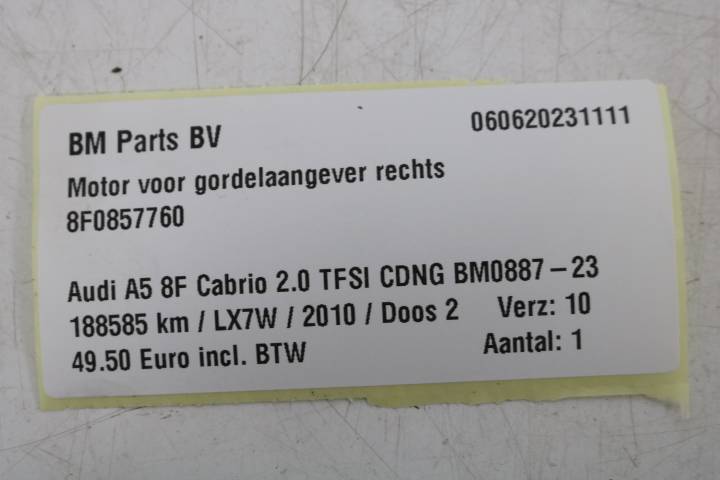 BM Parts BV 060620231111
Motor voor gordelaangever rechts
8F0857760
Audi A5 8F Cabrio 2.0 TFSI CDNG BM0887-23
188585 km / LX7W / 2010 / Doos 2 Verz: 10
49.50 Euro incl. BTW Aantal: 1